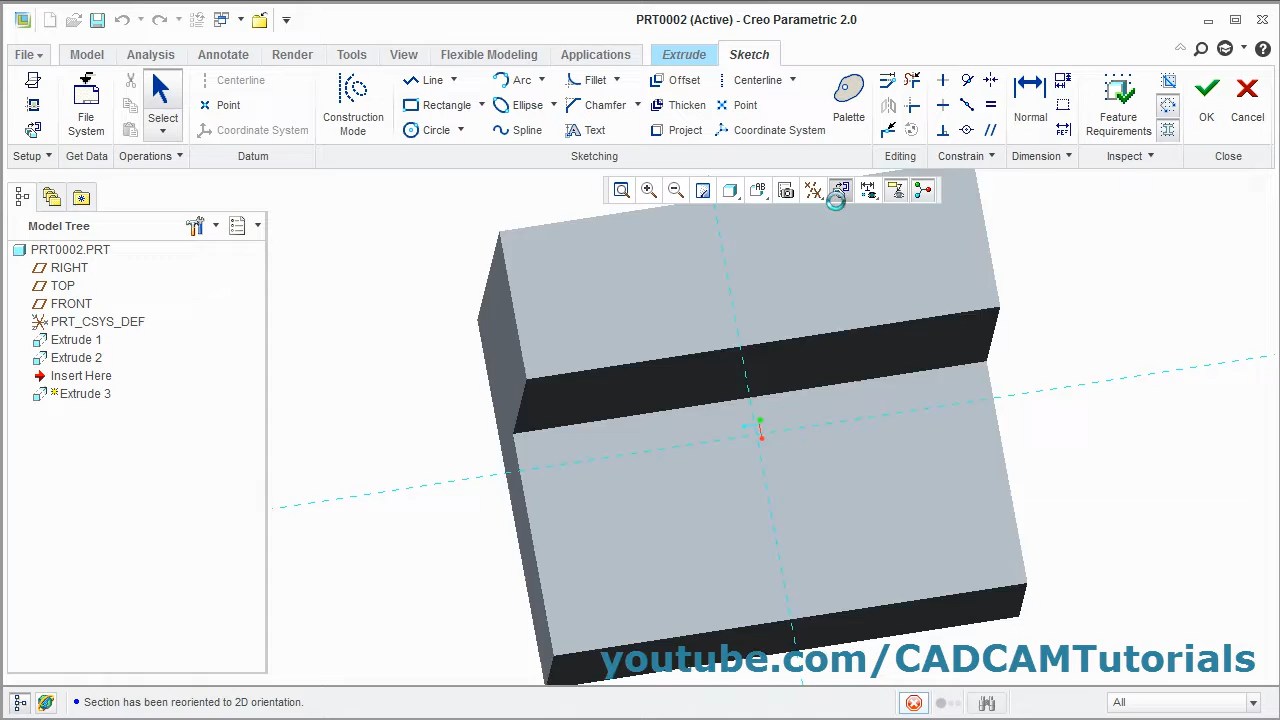 PRT0002 (Active) - Creo Parametric 2.0
File Model Analysis Annotate Render Tools View Flexible Modeling Applications Extrude Sketch
Centerline Line Arc Fillet Offset Centerline
Point Rectangle Ellipse Chamfer Thicken Point
Coordinate System Circle Spline Text Project Coordinate System
File System Select Construction Mode Palette Normal Feature Requirements OK Cancel
Setup Get Data Operations Datum Sketching Editing Constrain Dimension Inspect Close
Model Tree
PRT0002.PRT
RIGHT
TOP
FRONT
PRT_CSYS_DEF
Extrude 1
Extrude 2
Insert Here
Extrude 3
youtube.com/CADCAMTutorials
Section has been reoriented to 2D orientation.
All